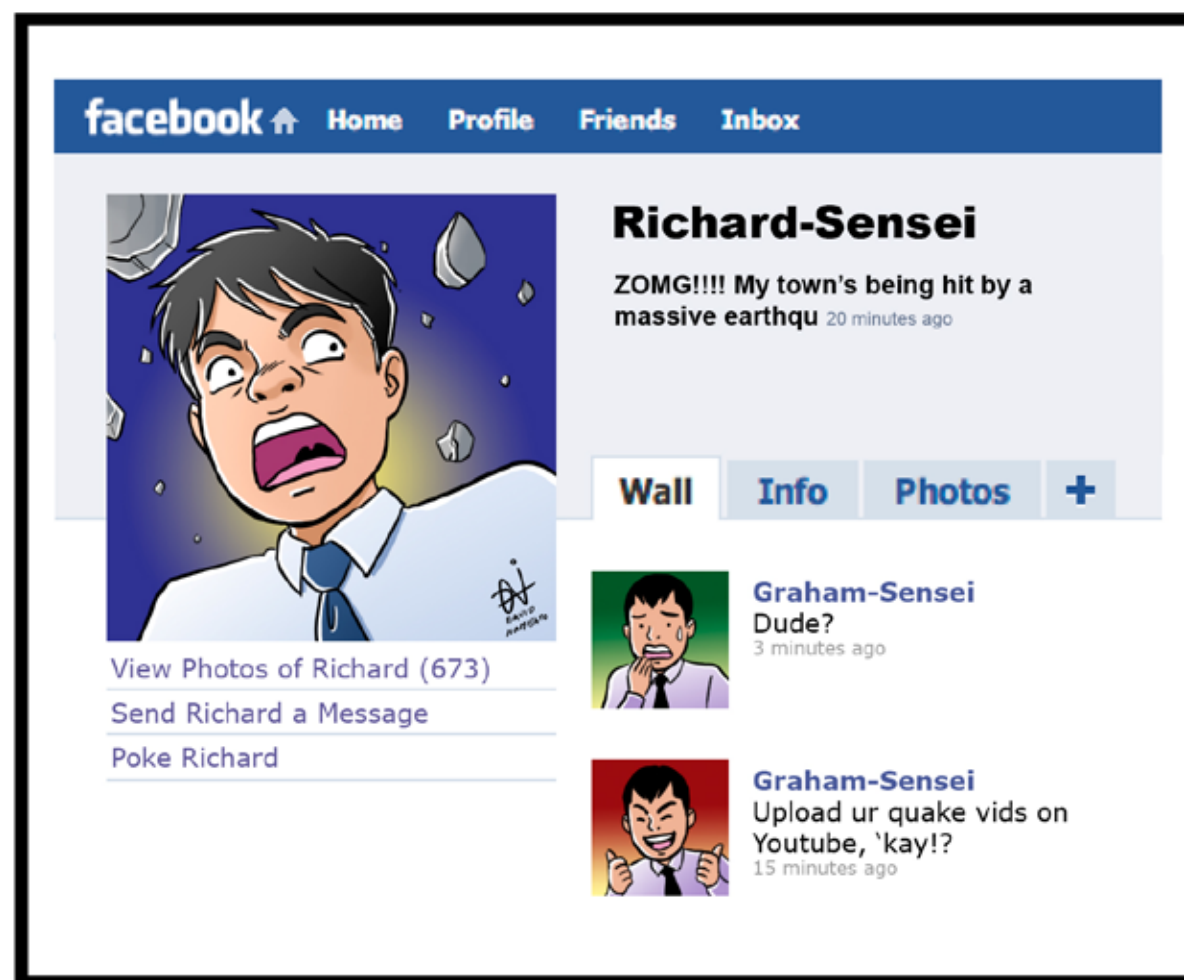 facebook Home Profile Friends Inbox
Richard-Sensei
ZOMG!!!! My town's being hit by a
massive earthqu 20 minutes ago
Wall Info Photos +
View Photos of Richard (673)
Send Richard a Message
Poke Richard
Graham-Sensei
Dude?
3 minutes ago
Graham-Sensei
Upload ur quake vids on
Youtube, ‘kay!?
15 minutes ago